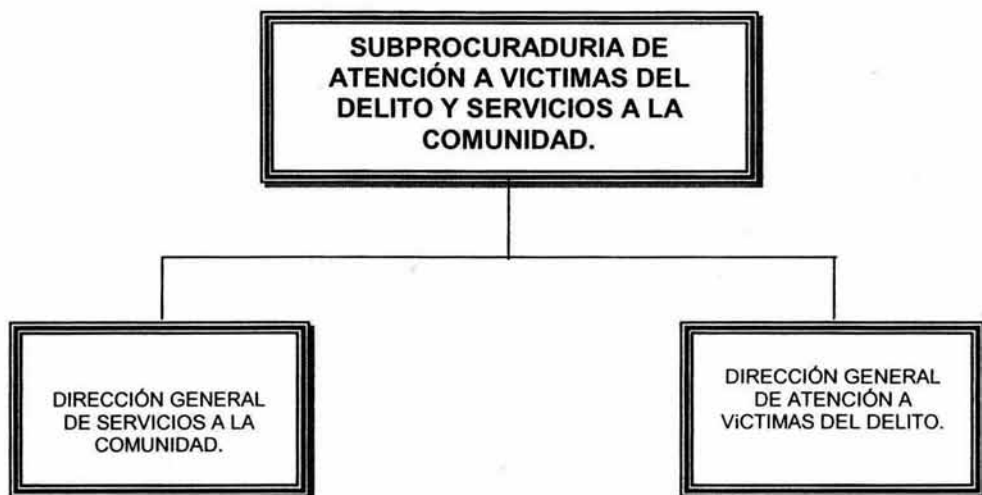 SUBPROCURADURIA DE
ATENCIÓN A VICTIMAS DEL
DELITO Y SERVICIOS A LA
COMUNIDAD.
DIRECCIÓN GENERAL
DE SERVICIOS A LA
COMUNIDAD.
DIRECCIÓN GENERAL
DE ATENCIÓN A
ViCTIMAS DEL DELITO.